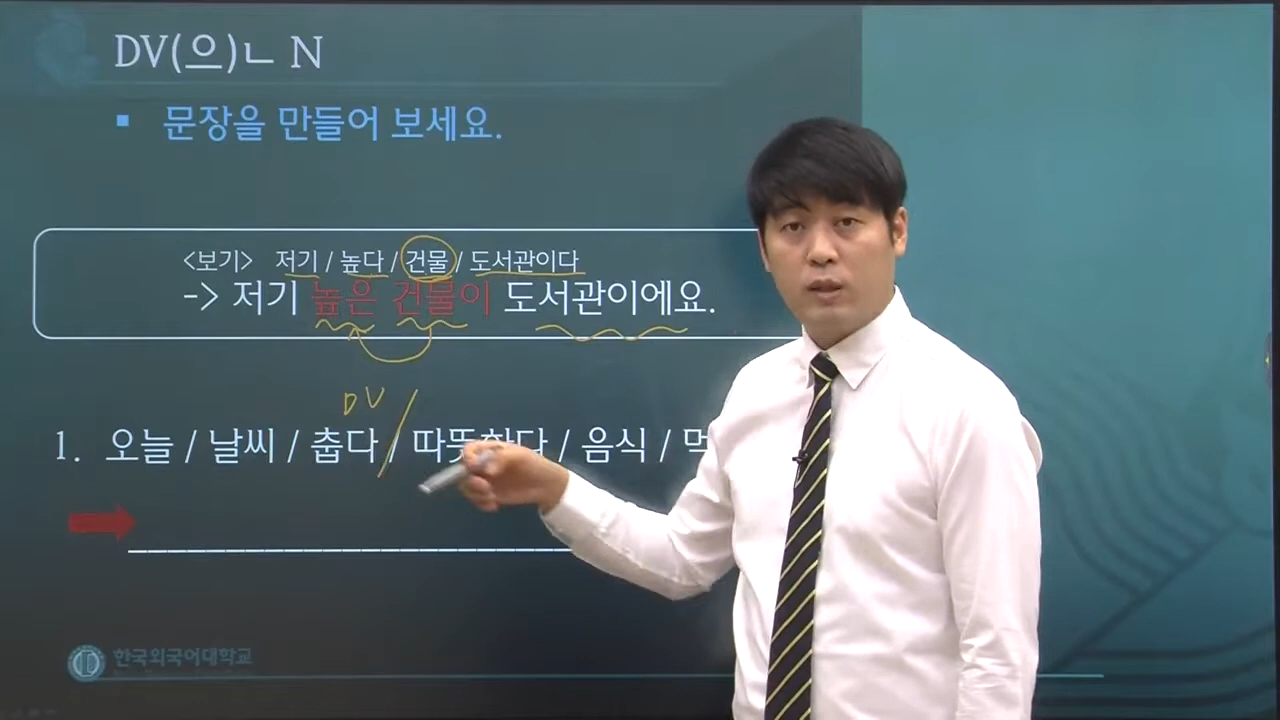 DV(으)ㄴ N
▪ 문장을 만들어 보세요.
<보기> 저기 / 높다 / 건물 / 도서관이다
-> 저기 높은 건물이 도서관이에요.
DV /
1. 오늘 / 날씨 / 춥다 / 따뜻하다 / 음식 / 먹
한국외국어대학교